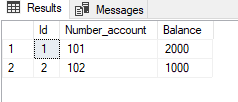 Results Messages
Id Number_account Balance
1 1 101 2000
2 2 102 1000